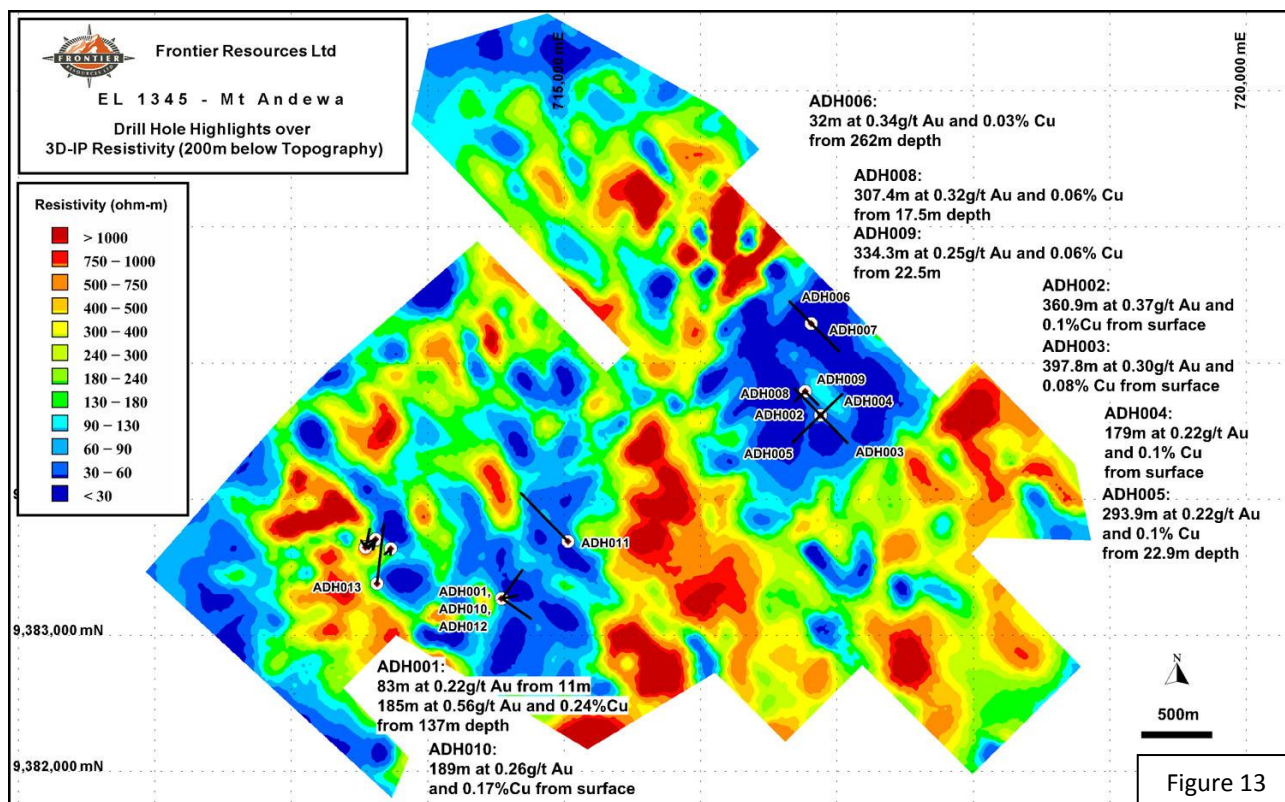 FRONTIER
RESOURCES LTD
Frontier Resources Ltd
EL 1345 - Mt Andewa
Drill Hole Highlights over
3D-IP Resistivity (200m below Topography)
Resistivity (ohm-m)
> 1000
750 – 1000
500 – 750
400 – 500
300 – 400
240 – 300
180 – 240
130 – 180
90 – 130
60 – 90
30 – 60
< 30
715,000 mE
720,000 mE
ADH006:
32m at 0.34g/t Au and 0.03% Cu
from 262m depth
ADH008:
307.4m at 0.32g/t Au and 0.06% Cu
from 17.5m depth
ADH009:
334.3m at 0.25g/t Au and 0.06% Cu
from 22.5m
ADH002:
360.9m at 0.37g/t Au and
0.1%Cu from surface
ADH003:
397.8m at 0.30g/t Au and
0.08% Cu from surface
ADH004:
179m at 0.22g/t Au
and 0.1% Cu
from surface
ADH005:
293.9m at 0.22g/t Au
and 0.1% Cu
from 22.9m depth
ADH006
ADH007
ADH009
ADH008
ADH004
ADH002
ADH005
ADH003
ADH011
ADH013
ADH001,
ADH010,
ADH012
9,383,000 mN
9,382,000 mN
ADH001:
83m at 0.22g/t Au from 11m
185m at 0.56g/t Au and 0.24%Cu
from 137m depth
ADH010:
189m at 0.26g/t Au
and 0.17%Cu from surface
N
500m
Figure 13